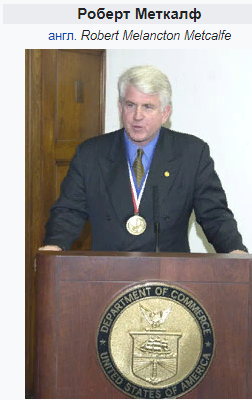 Роберт Меткалф
англ. Robert Melancton Metcalfe
DEPARTMENT OF COMMERCE
UNITED STATES OF AMERICA